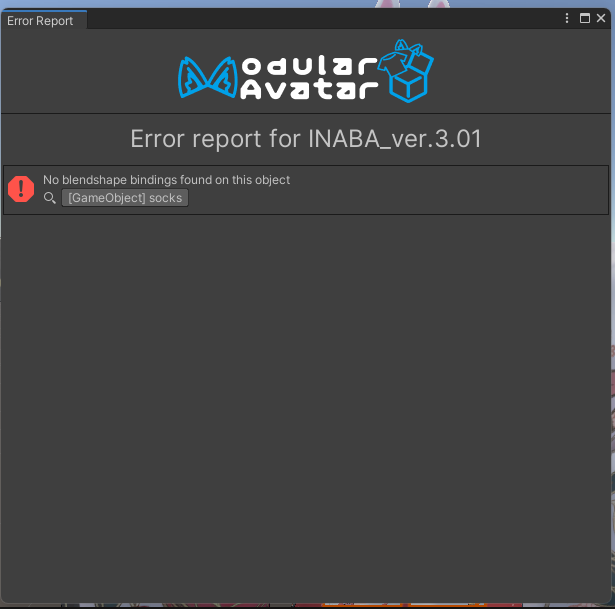 Error Report
Modular
Avatar
Error report for INABA_ver.3.01
No blendshape bindings found on this object
[GameObject] socks